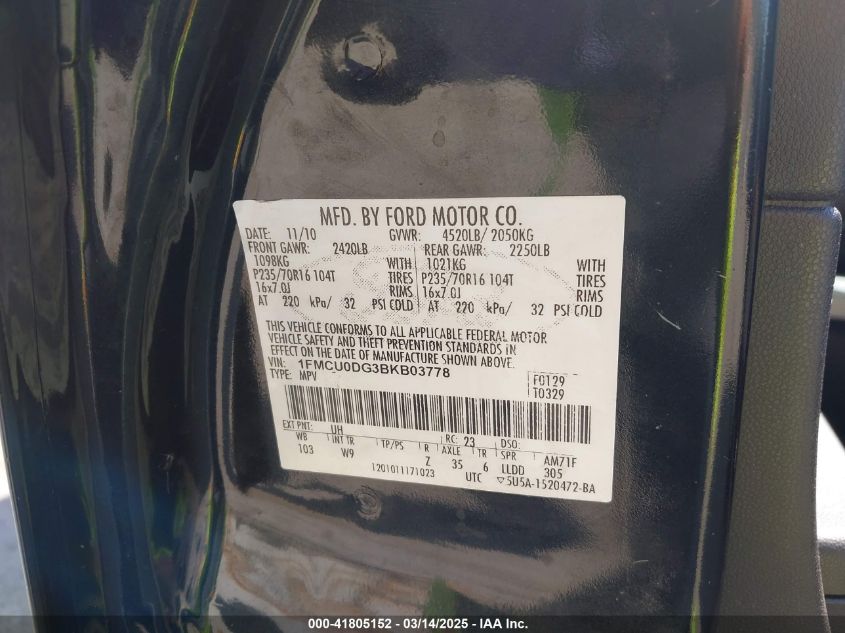 MFD. BY FORD MOTOR CO.
DATE: 11/10 GVWR: 4520LB/ 2050KG
FRONT GAWR: 2420LB REAR GAWR: 2250LB
1098KG WITH 1021KG WITH
P235/70R16 104T TIRES P235/70R16 104T TIRES
16x7.0J RIMS 16x7.0J RIMS
AT 220 kPa/ 32 PSI COLD AT 220 kPa/ 32 PSI COLD
THIS VEHICLE CONFORMS TO ALL APPLICABLE FEDERAL MOTOR
VEHICLE SAFETY AND THEFT PREVENTION STANDARDS IN
EFFECT ON THE DATE OF MANUFACTURE SHOWN ABOVE.
VIN: 1FMCU0DG3BKB03778 F0129
TYPE: MPV T0329
EXT PNT: UH RC: 23 DSO:
WB INT TR TP/PS R AXLE TR SPR AM71F
103 W9 Z 35 6 LLDD 305
1201011171023 UTC ▽5U5A-1520472-BA
000-41805152 — 03/14/2025 — IAA, Inc.